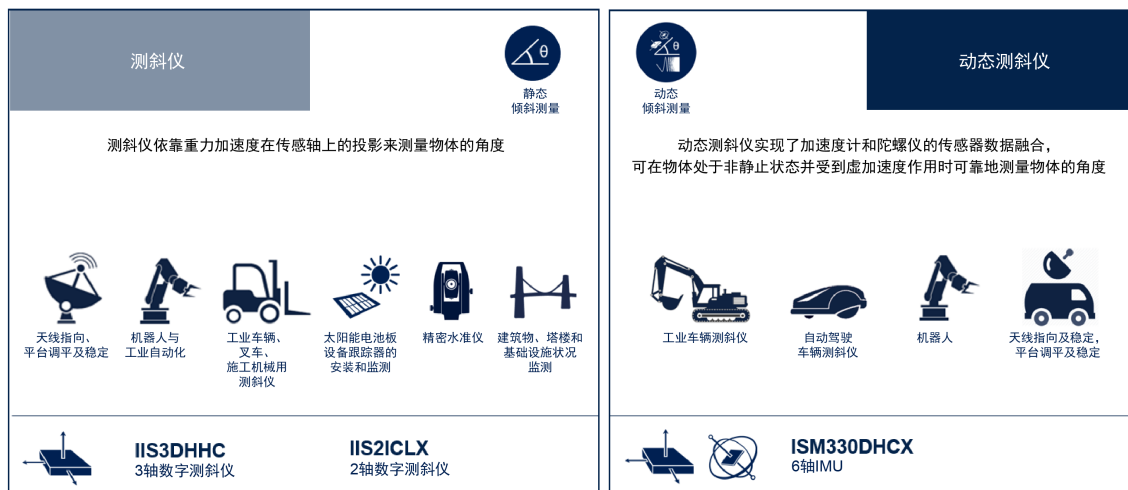 测斜仪
θ
静态
倾斜测量
测斜仪依靠重力加速度在传感轴上的投影来测量物体的角度
天线指向、
平台调平及稳定
机器人与
工业自动化
工业车辆、
叉车、
施工机械用
测斜仪
太阳能电池板
设备跟踪器的
安装和监测
精密水准仪
建筑物、塔楼和
基础设施状况
监测
IIS3DHHC
3轴数字测斜仪
IIS2ICLX
2轴数字测斜仪
θ
动态
倾斜测量
动态测斜仪
动态测斜仪实现了加速度计和陀螺仪的传感器数据融合，
可在物体处于非静止状态并受到虚加速度作用时可靠地测量物体的角度
工业车辆测斜仪
自动驾驶
车辆测斜仪
机器人
天线指向及稳定，
平台调平及稳定
ISM330DHCX
6轴IMU